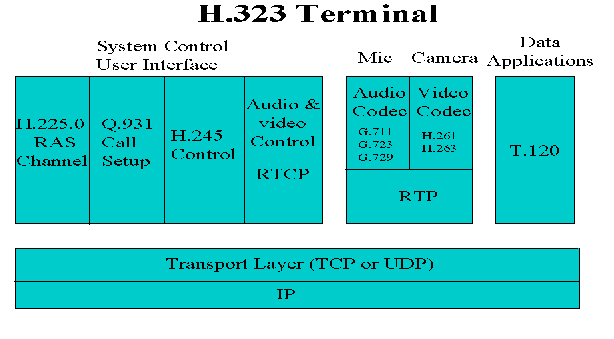 H.323 Terminal
System Control
User Interface
Mic
Camera
Data
Applications
H.225.0
RAS
Channel
Q.931
Call
Setup
H.245
Control
Audio &
video
Control
RTCP
Audio
Codec
G.711
G.723
G.729
Video
Codec
H.261
H.263
RTP
T.120
Transport Layer (TCP or UDP)
IP